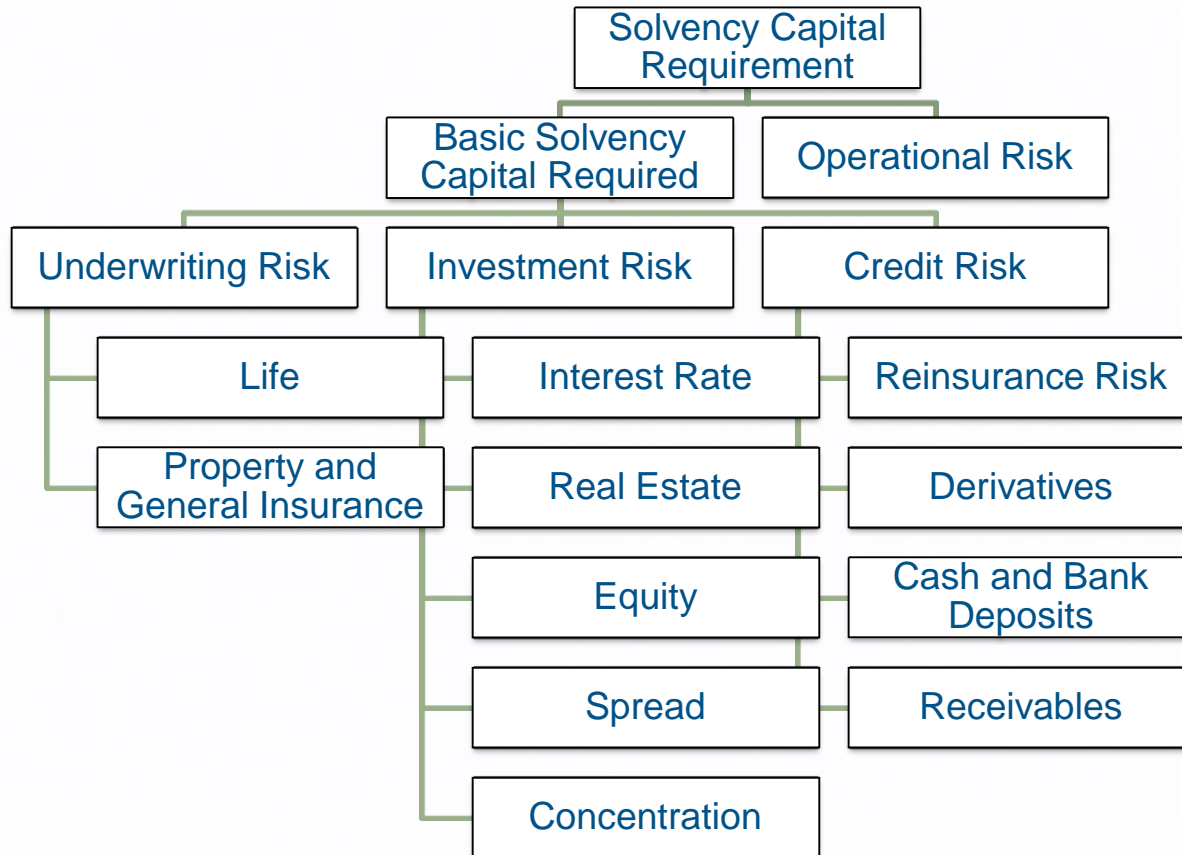 Solvency Capital
Requirement
Basic Solvency
Capital Required
Operational Risk
Underwriting Risk
Investment Risk
Credit Risk
Life
Interest Rate
Reinsurance Risk
Property and
General Insurance
Real Estate
Derivatives
Equity
Cash and Bank
Deposits
Spread
Receivables
Concentration